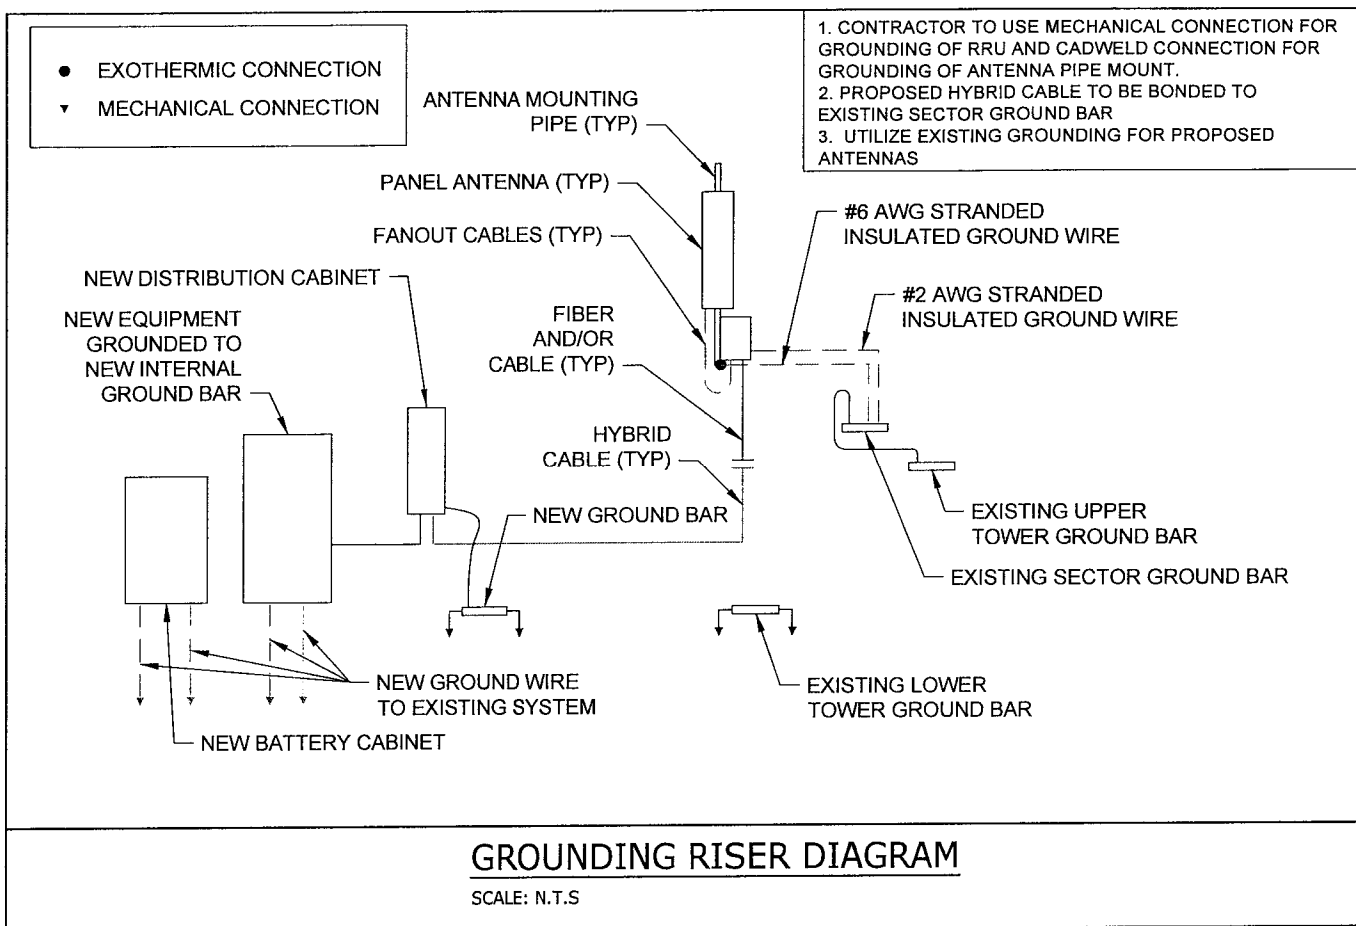 EXOTHERMIC CONNECTION
MECHANICAL CONNECTION
1. CONTRACTOR TO USE MECHANICAL CONNECTION FOR
GROUNDING OF RRU AND CADWELD CONNECTION FOR
GROUNDING OF ANTENNA PIPE MOUNT.
2. PROPOSED HYBRID CABLE TO BE BONDED TO
EXISTING SECTOR GROUND BAR
3. UTILIZE EXISTING GROUNDING FOR PROPOSED
ANTENNAS
ANTENNA MOUNTING
PIPE (TYP)
PANEL ANTENNA (TYP)
FANOUT CABLES (TYP)
#6 AWG STRANDED
INSULATED GROUND WIRE
NEW DISTRIBUTION CABINET
#2 AWG STRANDED
INSULATED GROUND WIRE
NEW EQUIPMENT
GROUNDED TO
NEW INTERNAL
GROUND BAR
FIBER
AND/OR
CABLE (TYP)
HYBRID
CABLE (TYP)
NEW GROUND BAR
EXISTING UPPER
TOWER GROUND BAR
EXISTING SECTOR GROUND BAR
NEW GROUND WIRE
TO EXISTING SYSTEM
EXISTING LOWER
TOWER GROUND BAR
NEW BATTERY CABINET
GROUNDING RISER DIAGRAM
SCALE: N.T.S